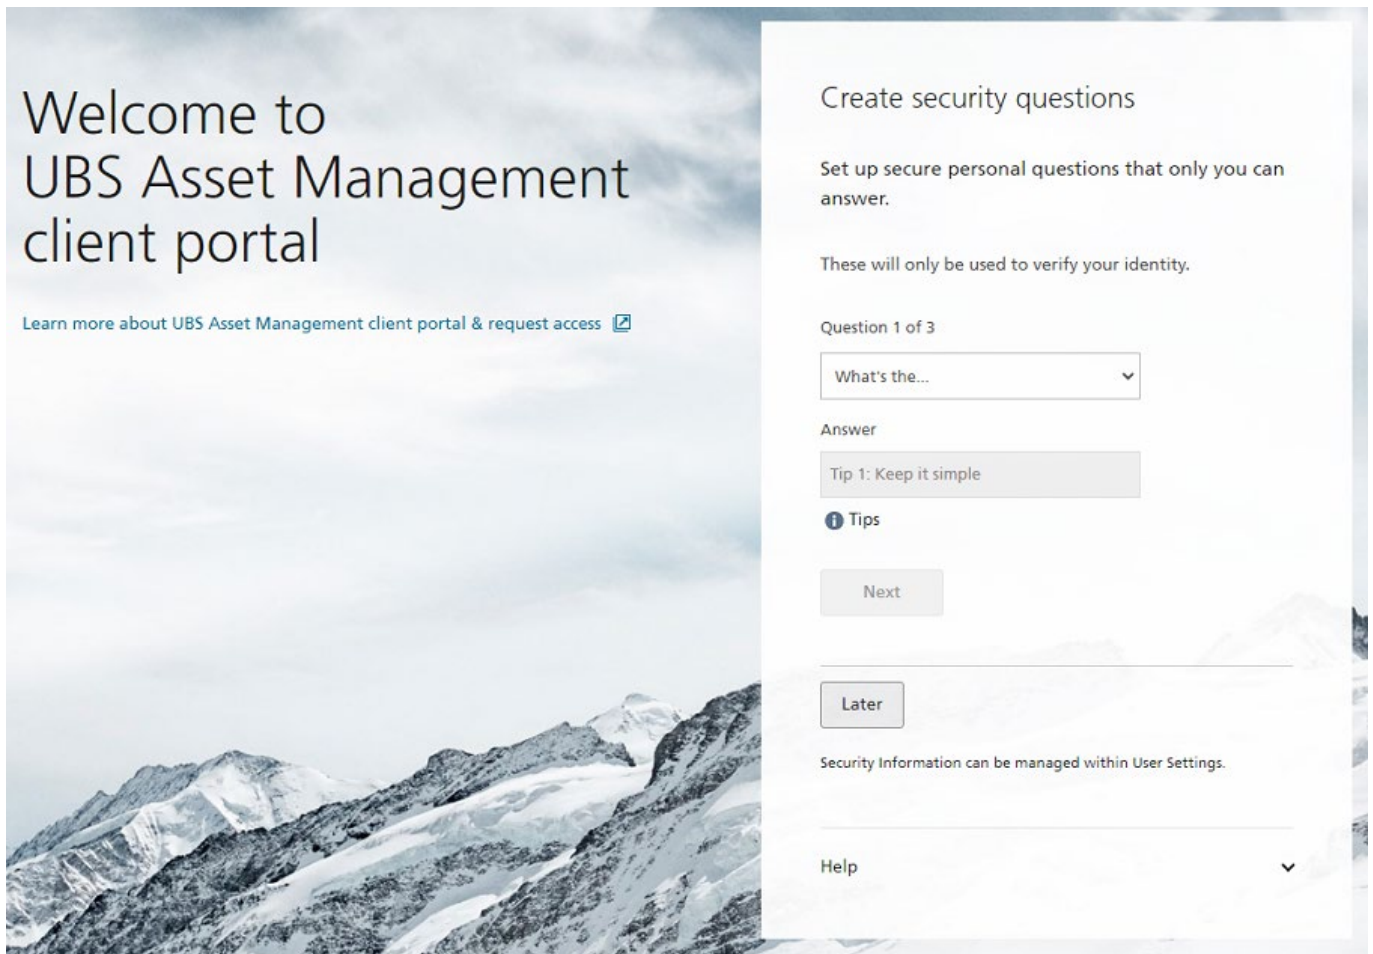 Welcome to
UBS Asset Management
client portal
Learn more about UBS Asset Management client portal & request access
Create security questions
Set up secure personal questions that only you can
answer.
These will only be used to verify your identity.
Question 1 of 3
What's the...
Answer
Tip 1: Keep it simple
Tips
Next
Later
Security Information can be managed within User Settings.
Help